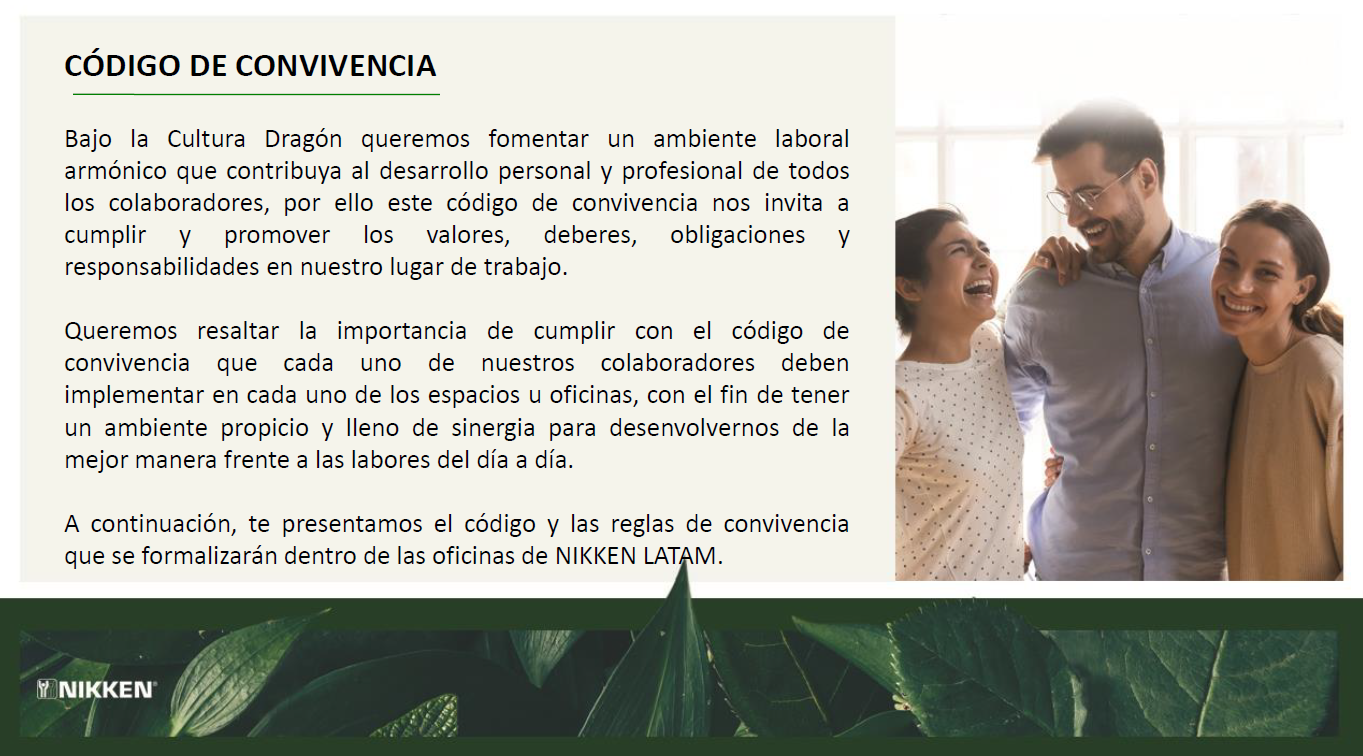 CÓDIGO DE CONVIVENCIA
Bajo la Cultura Dragón queremos fomentar un ambiente laboral
armónico que contribuya al desarrollo personal y profesional de todos
los colaboradores, por ello este código de convivencia nos invita a
cumplir y promover los valores, deberes, obligaciones y
responsabilidades en nuestro lugar de trabajo.
Queremos resaltar la importancia de cumplir con el código de
convivencia que cada uno de nuestros colaboradores deben
implementar en cada uno de los espacios u oficinas, con el fin de tener
un ambiente propicio y lleno de sinergia para desenvolvernos de la
mejor manera frente a las labores del día a día.
A continuación, te presentamos el código y las reglas de convivencia
que se formalizarán dentro de las oficinas de NIKKEN LATAM.
NIKKEN®